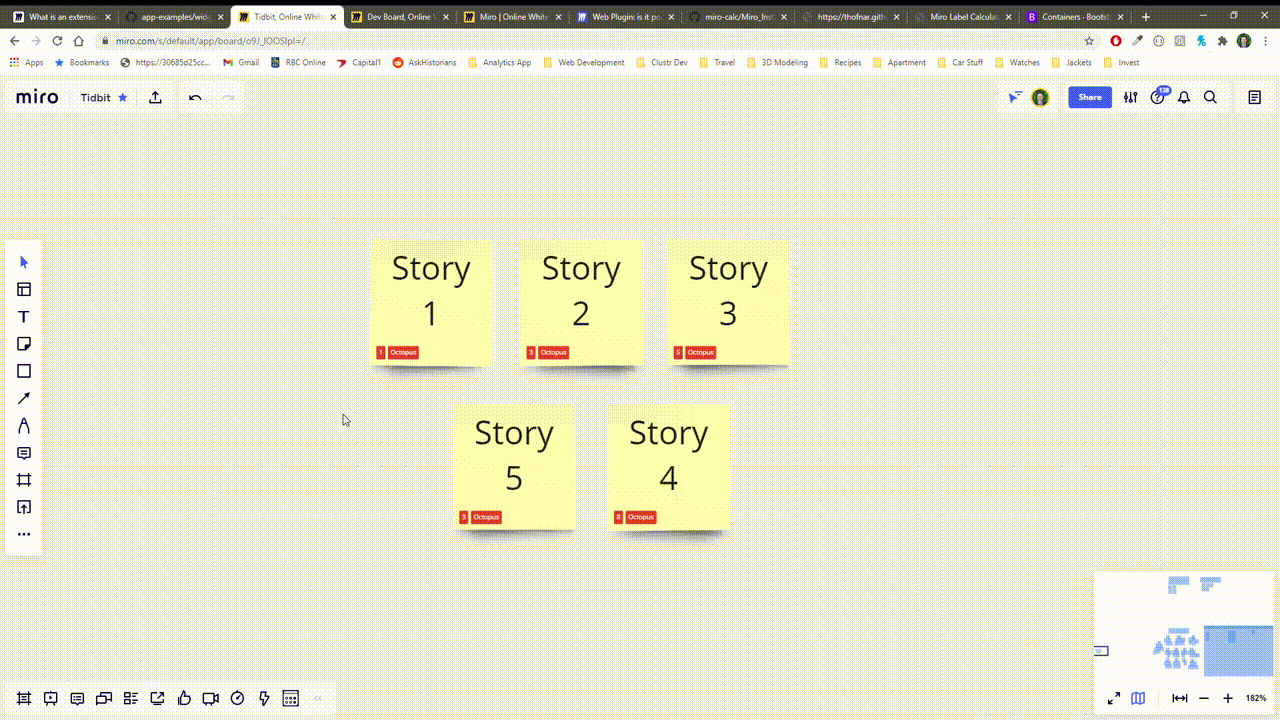 What is an extensio
app-examples/widg
Tidbit, Online Whit
Dev Board, Online
Miro | Online White
Web Plugin: is it po
miro-calc/Miro_Inst
https://thofnar.gith
Miro Label Calculat
Containers · Bootst
miro.com/s/default/app/board/o9J_lOOSIpI=/
Apps
Bookmarks
https://30685d25cc...
Gmail
RBC Online
Capital1
AskHistorians
Analytics App
Web Development
Clustr Dev
Travel
3D Modeling
Recipes
Apartment
Car Stuff
Watches
Jackets
Invest
miro
Tidbit
Share
138
Story
1
1 Octopus
Story
2
3 Octopus
Story
3
5 Octopus
Story
5
3 Octopus
Story
4
8 Octopus
182%